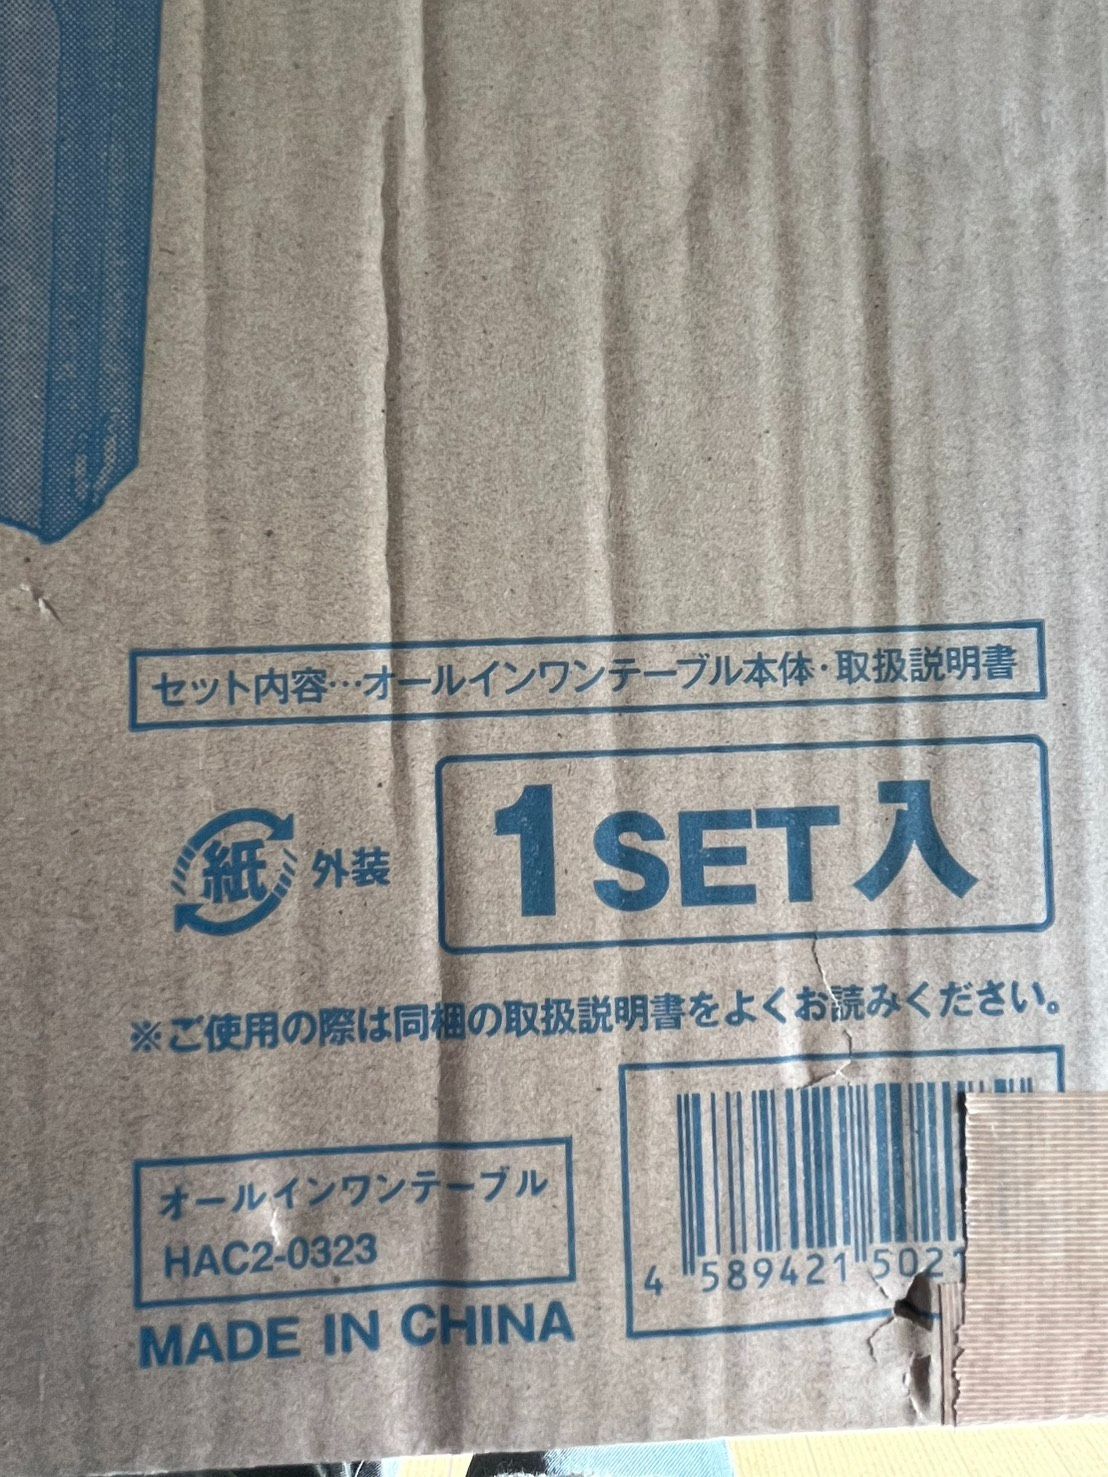 セット内容…オールインワンテーブル本体・取扱説明書
紙 外装
1SET入
※ご使用の際は同梱の取扱説明書をよくお読みください。
オールインワンテーブル
HAC2-0323
MADE IN CHINA
4 589421 5021